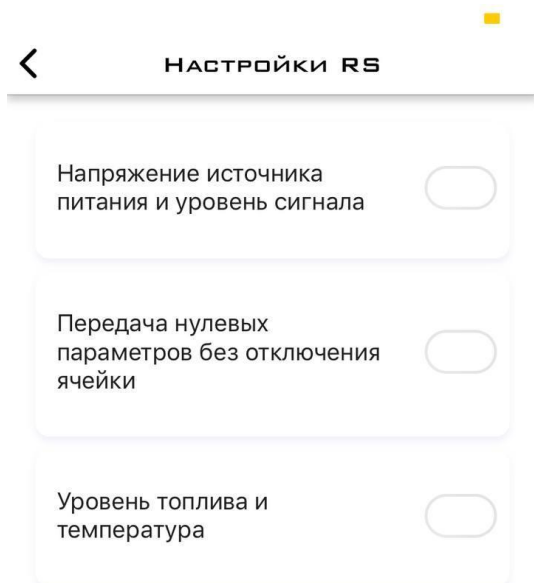 Настройки RS
Напряжение источника
питания и уровень сигнала
Передача нулевых
параметров без отключения
ячейки
Уровень топлива и
температура